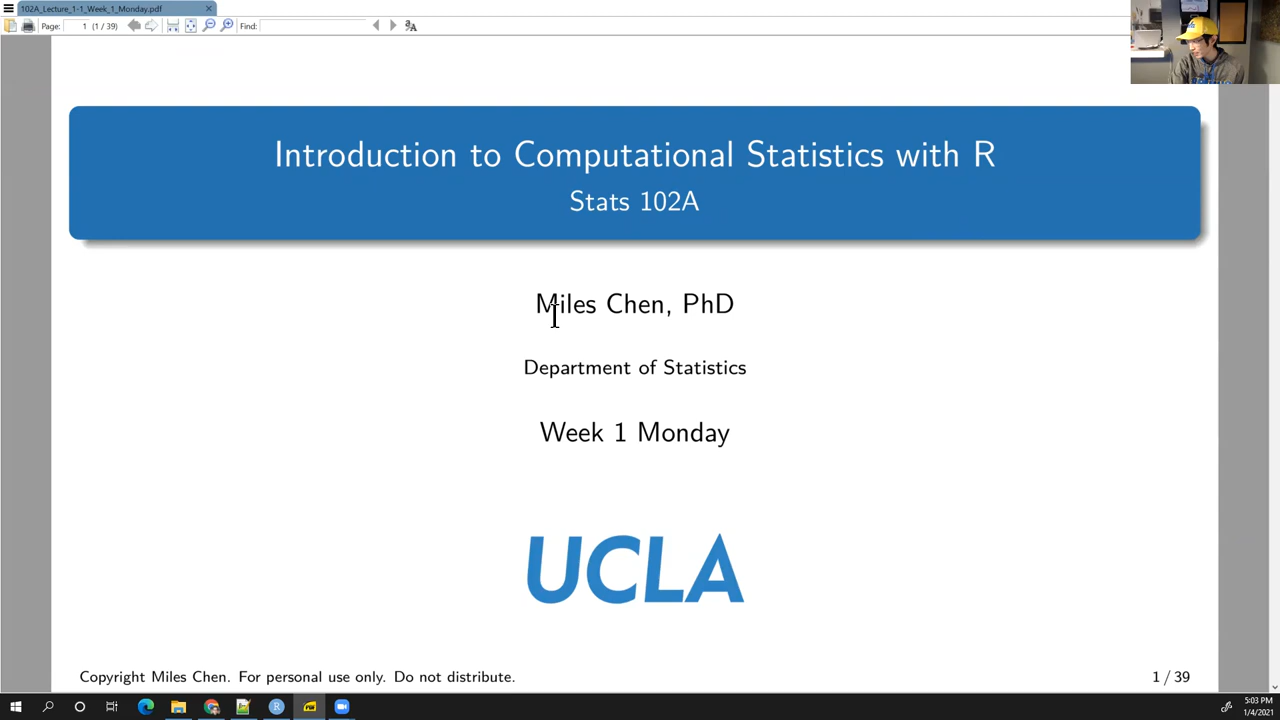 102A_Lecture_1-1_Week_1_Monday.pdf
Page: 1 (1 / 39) Find:
Introduction to Computational Statistics with R
Stats 102A
Miles Chen, PhD
Department of Statistics
Week 1 Monday
UCLA
Copyright Miles Chen. For personal use only. Do not distribute.
1 / 39
5:03 PM
1/4/2021